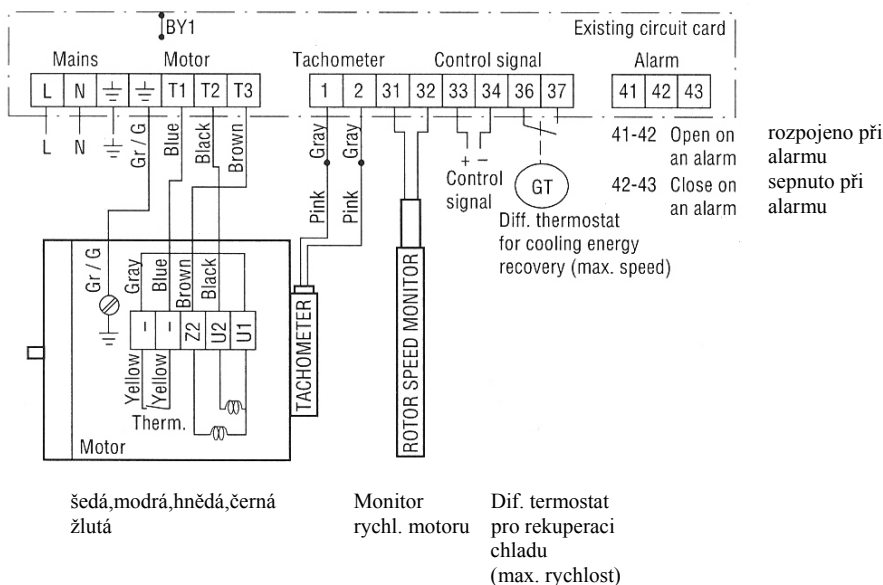 BY1
Existing circuit card
Mains Motor Tachometer Control signal Alarm
L N T1 T2 T3 1 2 31 32 33 34 36 37 41 42 43
L N
Gr / G
Blue
Black
Brown
Gray
Gray
Pink
Pink
+ −
Control
signal
GT
Diff. thermostat
for cooling energy
recovery (max. speed)
41-42 Open on
an alarm
rozpojeno při
alarmu
42-43 Close on
an alarm
sepnuto při
alarmu
Gr / G
Gray
Blue
Brown
Black
I I Z2 U2 U1
Yellow
Yellow
Therm.
Motor
TACHOMETER
ROTOR SPEED MONITOR
šedá,modrá,hnědá,černá
žlutá
Monitor
rychl. motoru
Dif. termostat
pro rekuperaci
chladu
(max. rychlost)